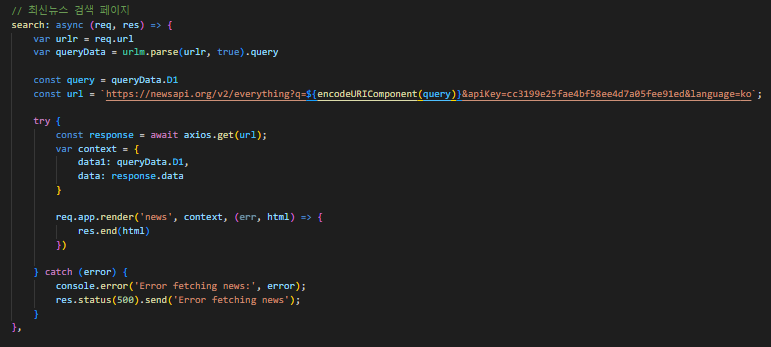 // 최신뉴스 검색 페이지
search: async (req, res) => {
var urlr = req.url
var queryData = urlm.parse(urlr, true).query
const query = queryData.D1
const url = `https://newsapi.org/v2/everything?q=${encodeURIComponent(query)}&apiKey=cc3199e25fae4bf58ee4d7a05fee91ed&language=ko`;
try {
const response = await axios.get(url);
var context = {
data1: queryData.D1,
data: response.data
}
req.app.render('news', context, (err, html) => {
res.end(html)
})
} catch (error) {
console.error('Error fetching news:', error);
res.status(500).send('Error fetching news');
}
},